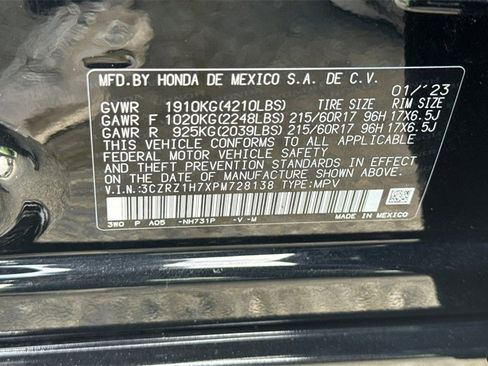 MFD.BY HONDA DE MEXICO S.A. DE C.V. 01/'23
GVWR 1910KG(4210LBS) TIRE SIZE RIM SIZE
GAWR F 1020KG(2248LBS) 215/60R17 96H 17X6.5J
GAWR R 925KG(2039LBS) 215/60R17 96H 17X6.5J
THIS VEHICLE CONFORMS TO ALL APPLICABLE
FEDERAL MOTOR VEHICLE SAFETY, BUMPER AND
THEFT PREVENTION STANDARDS IN EFFECT ON
THE DATE OF MANUFACTURE SHOWN ABOVE.
V.I.N.:3CZRZ1H7XPM728138 TYPE:MPV
3W0 P A05 -NH731P -V-M MADE IN MEXICO